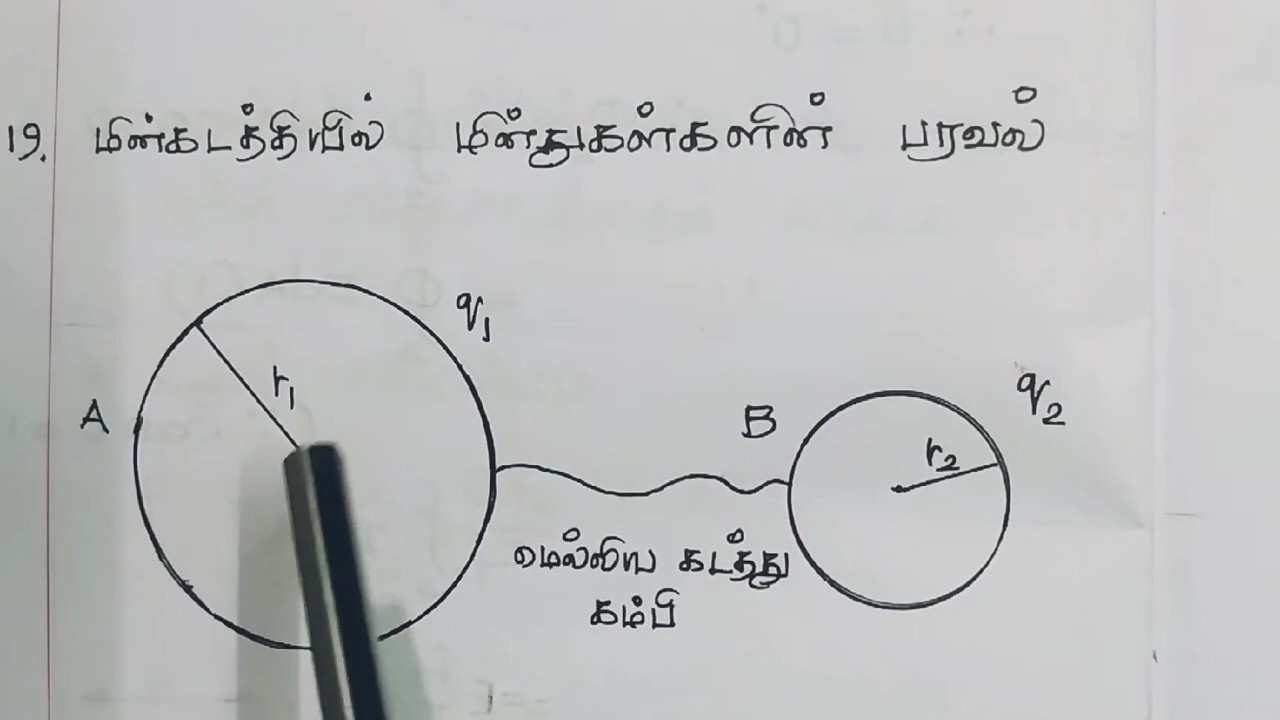 19. மின்கடத்தியில் மின்துகள்களின் பரவல்
q1
r1
A
q2
B
r2
மெல்லிய கடத்து
கம்பி